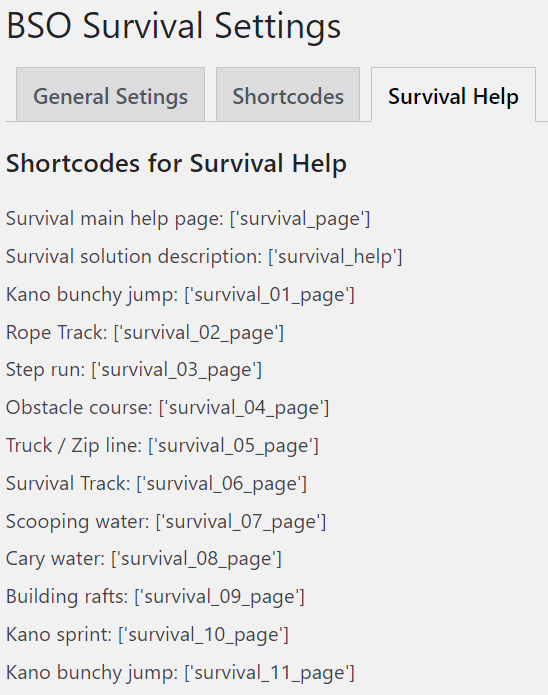 BSO Survival Settings
General Setings
Shortcodes
Survival Help
Shortcodes for Survival Help
Survival main help page: ['survival_page']
Survival solution description: ['survival_help']
Kano bunchy jump: ['survival_01_page']
Rope Track: ['survival_02_page']
Step run: ['survival_03_page']
Obstacle course: ['survival_04_page']
Truck / Zip line: ['survival_05_page']
Survival Track: ['survival_06_page']
Scooping water: ['survival_07_page']
Cary water: ['survival_08_page']
Building rafts: ['survival_09_page']
Kano sprint: ['survival_10_page']
Kano bunchy jump: ['survival_11_page']